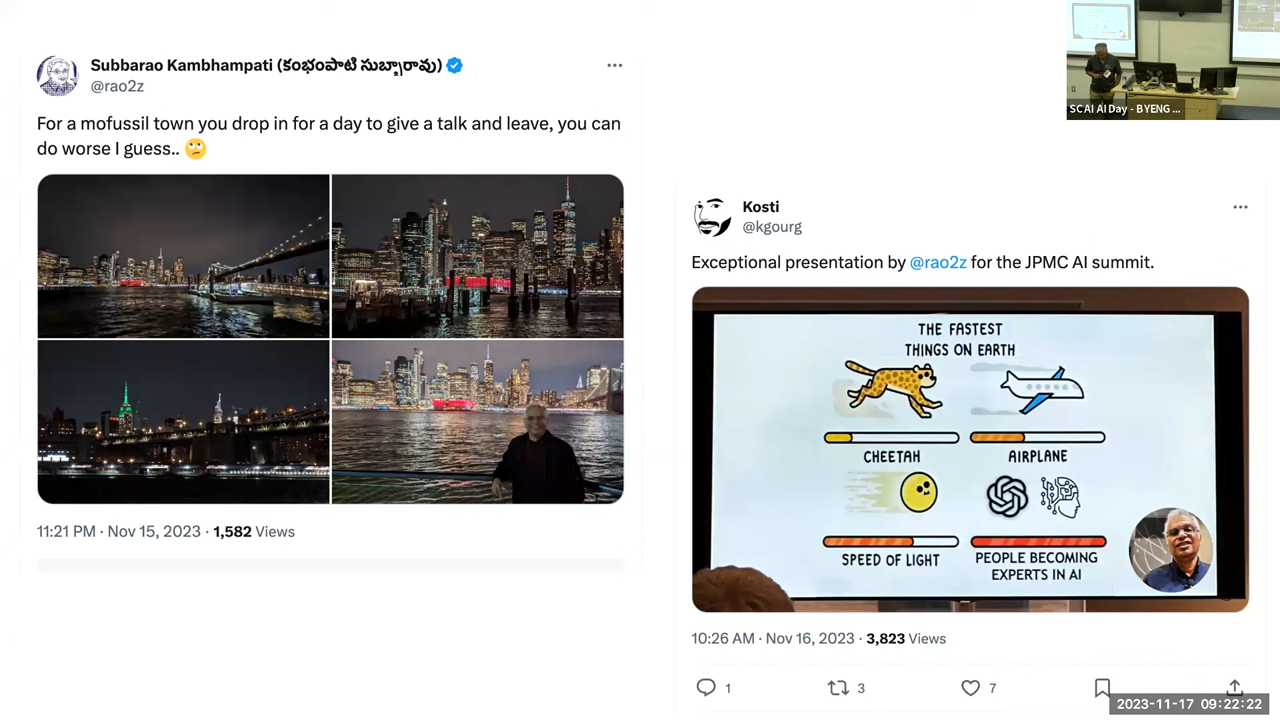 Subbarao Kambhampati (కంభంపాటి సుబ్బారావు)
@rao2z
For a mofussil town you drop in for a day to give a talk and leave, you can
do worse I guess.. 🙄
11:21 PM · Nov 15, 2023 · 1,582 Views
SCAI AI Day - BYENG ...
Kosti
@kgourg
Exceptional presentation by @rao2z for the JPMC AI summit.
THE FASTEST
THINGS ON EARTH
CHEETAH
AIRPLANE
SPEED OF LIGHT
PEOPLE BECOMING
EXPERTS IN AI
10:26 AM · Nov 16, 2023 · 3,823 Views
1 3 7
2023-11-17 09:22:22